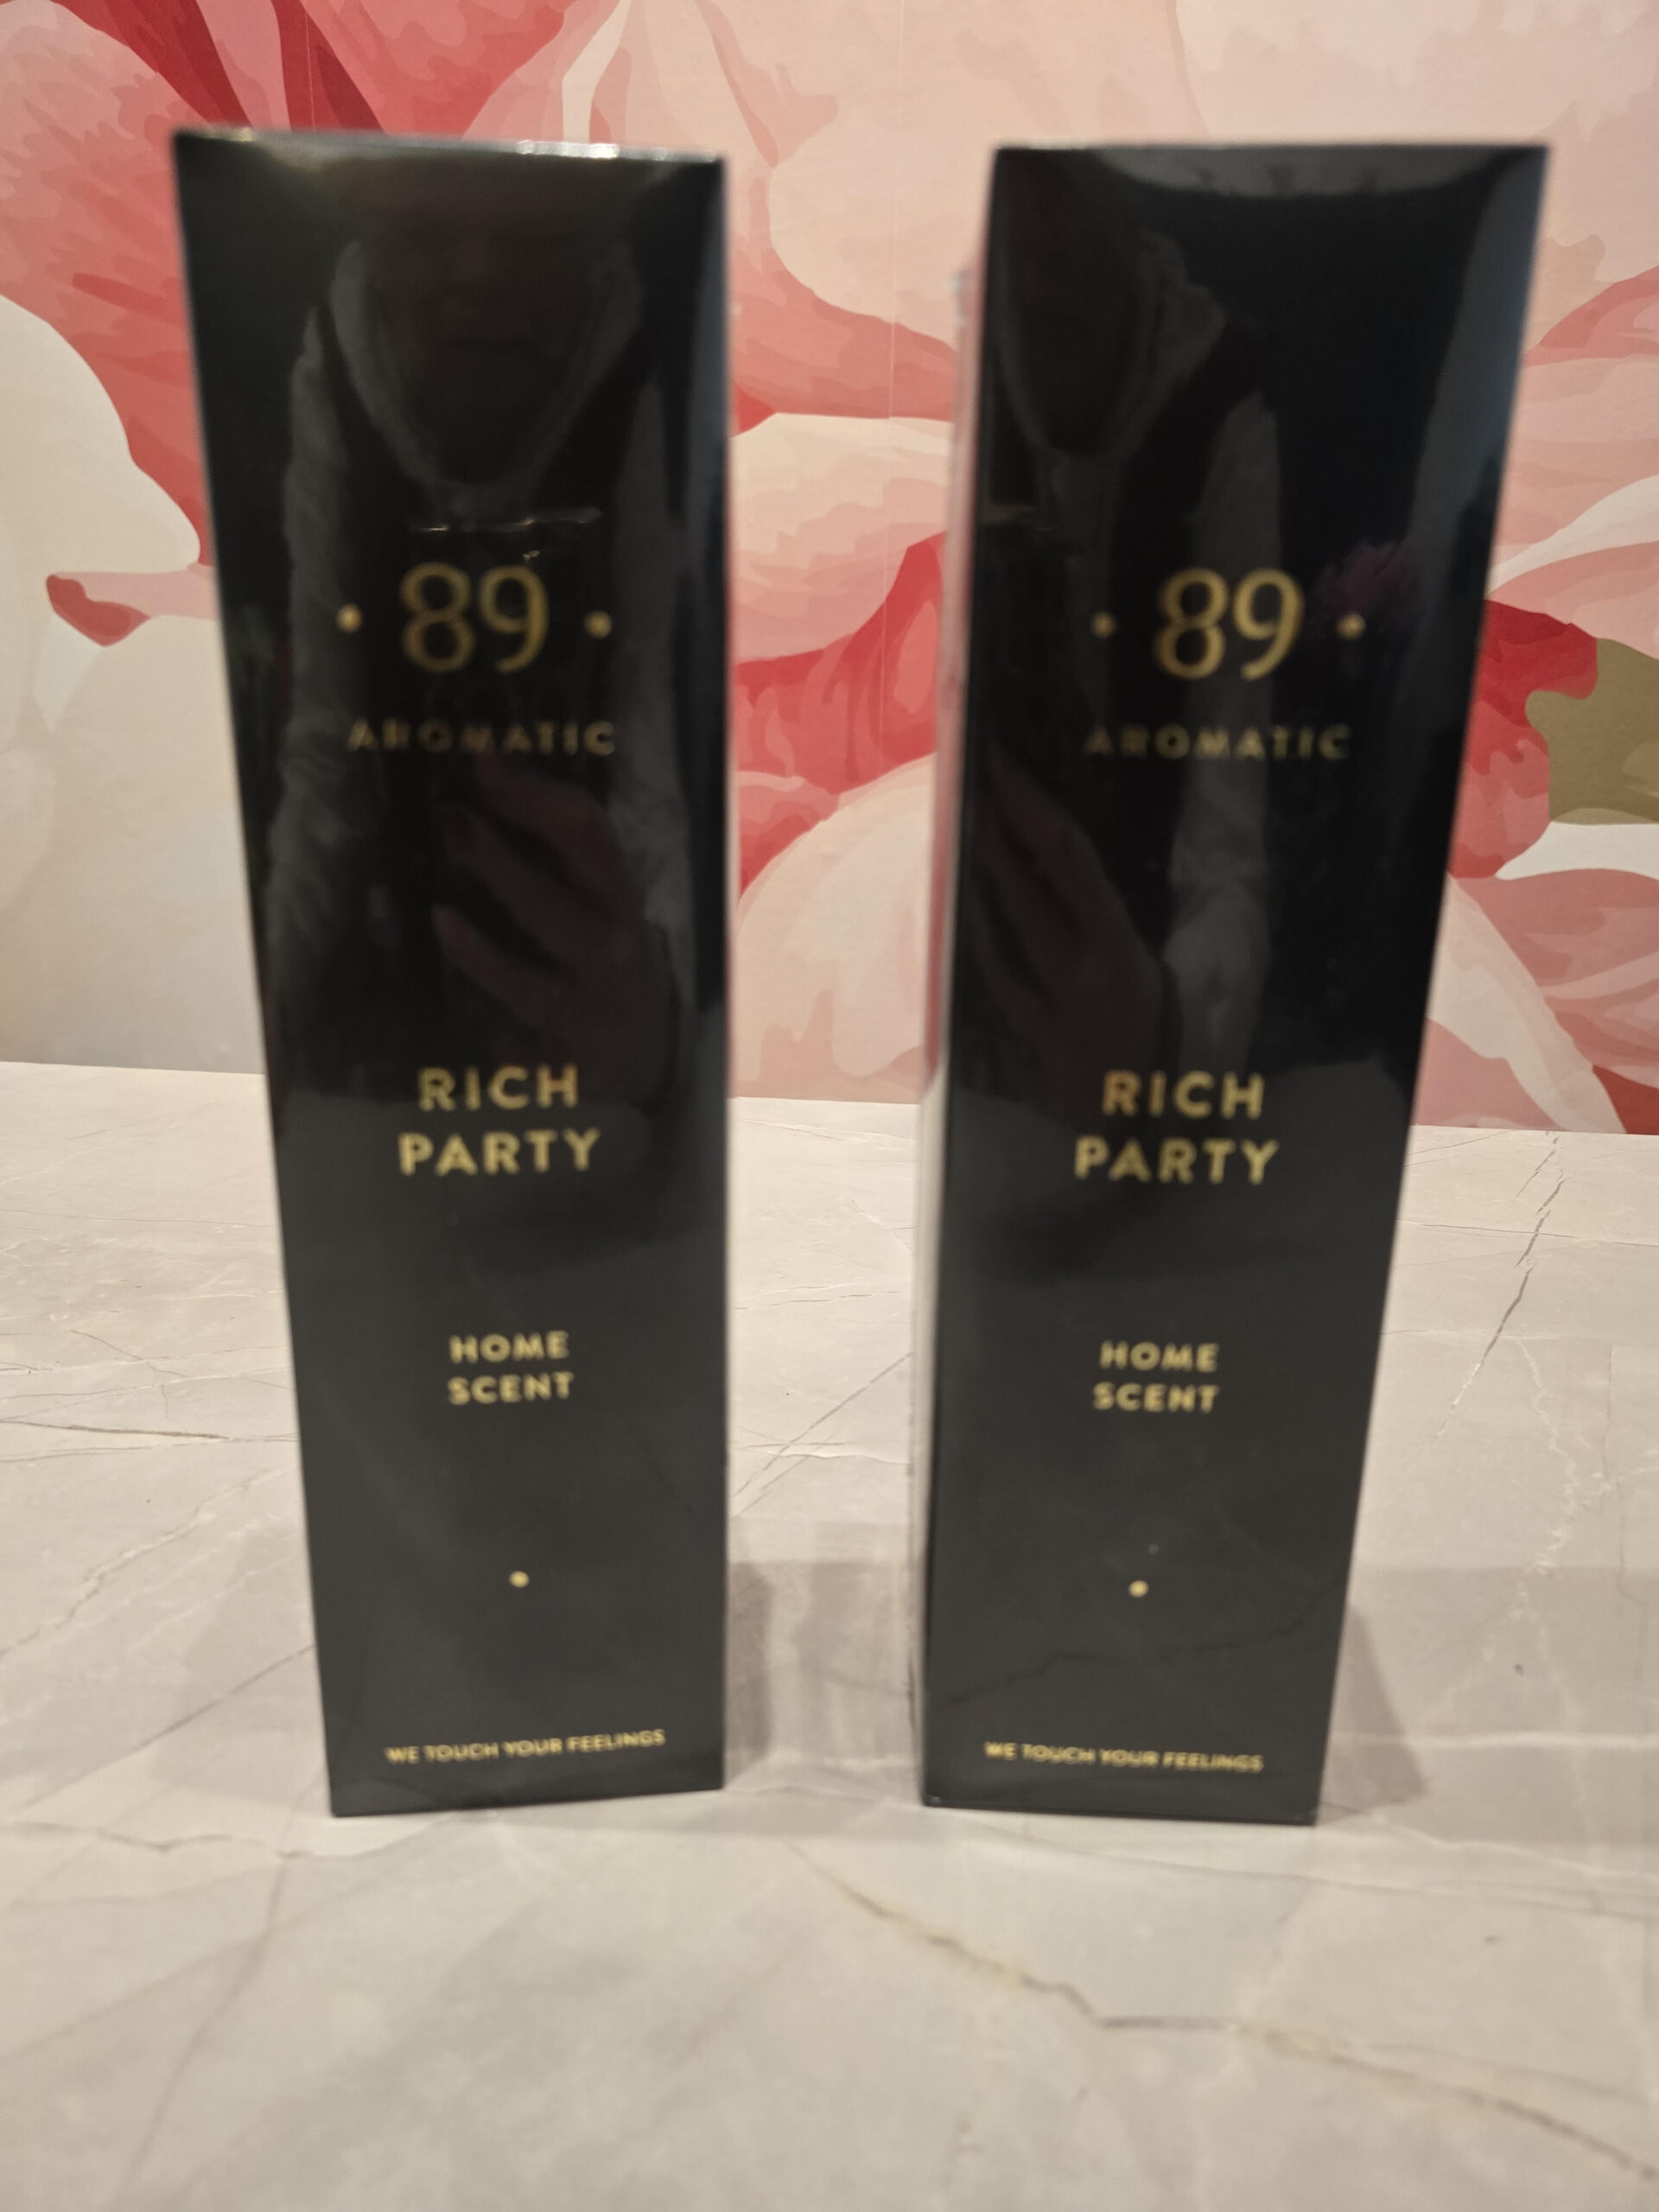 · 89 ·
AROMATIC
RICH
PARTY
HOME
SCENT
WE TOUCH YOUR FEELINGS
· 89 ·
AROMATIC
RICH
PARTY
HOME
SCENT
WE TOUCH YOUR FEELINGS